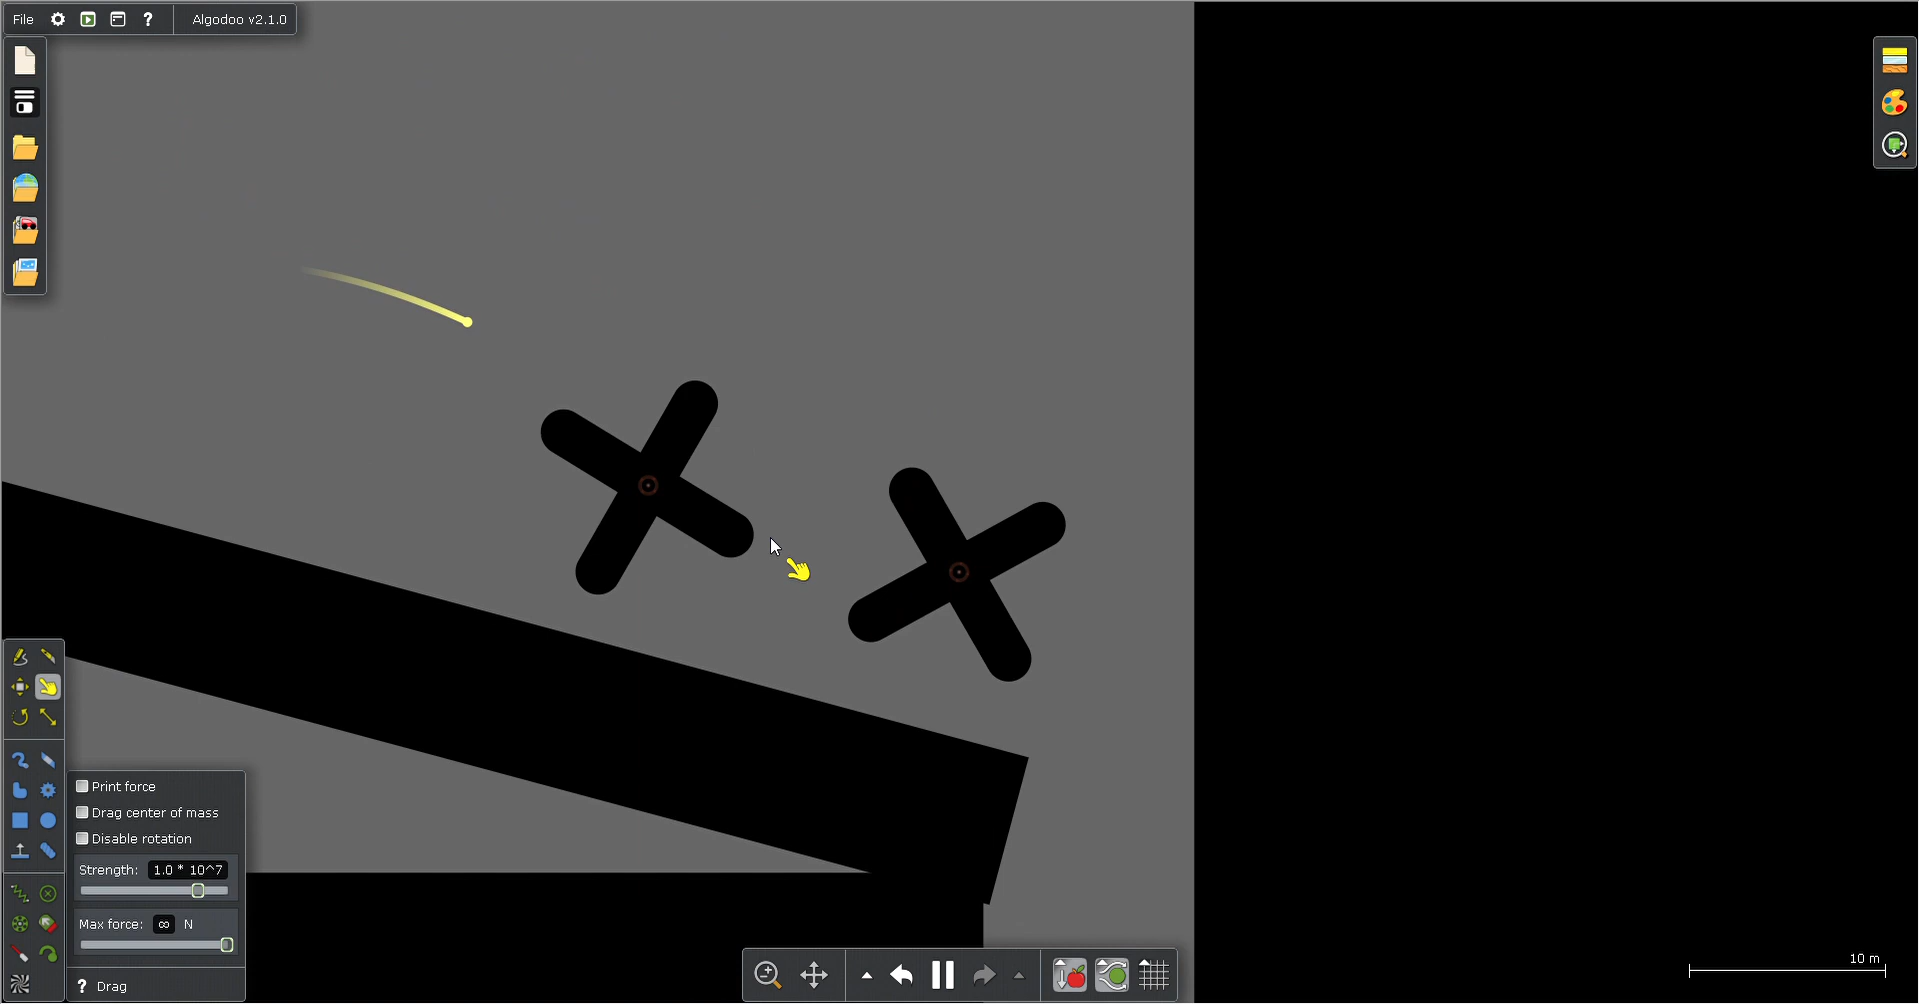 File ? Algodoo v2.1.0
Print force
Drag center of mass
Disable rotation
Strength: 1.0 * 10^7
Max force: ∞ N
? Drag
10 m